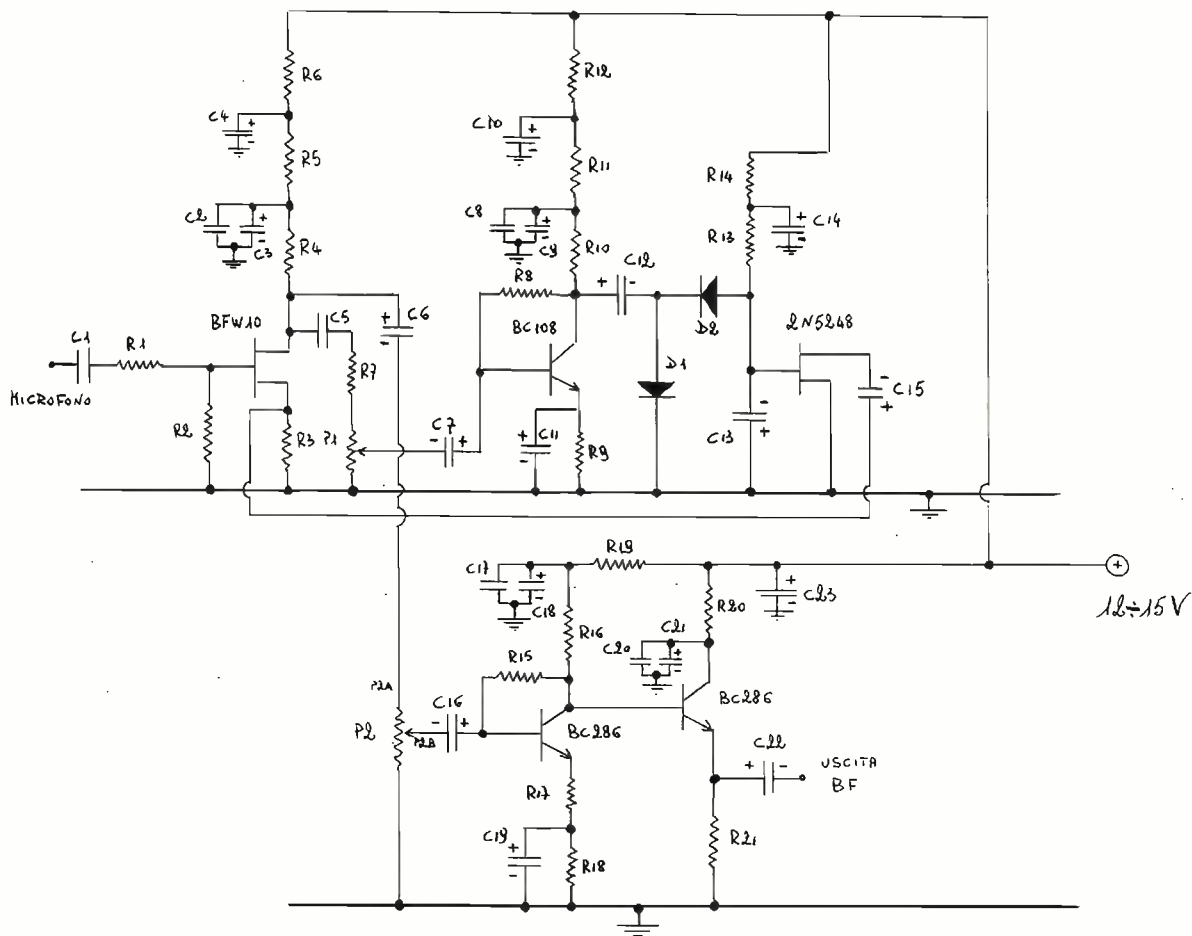 R6
R12
C4
+
-
C10
+
-
R5
R11
R14
C2
+
-
C3
R4
C8
+
-
C9
R10
R13
+
-
C14
R8
+
C12
-
BFW10
C5
+
-
C6
BC108
D2
2N5248
C1
R1
R7
D1
-
+
C15
MICROFONO
R2
R3
P1
-
C7
+
+
-
C11
R9
C13
-
+
R19
C17
+
-
C18
+
-
C23
+
12÷15V
R16
R20
C20
C21
+
-
R15
P2A
C16
-
+
P2
P2B
BC286
BC286
C22
+
-
USCITA
BF
R17
C19
+
-
R18
R21